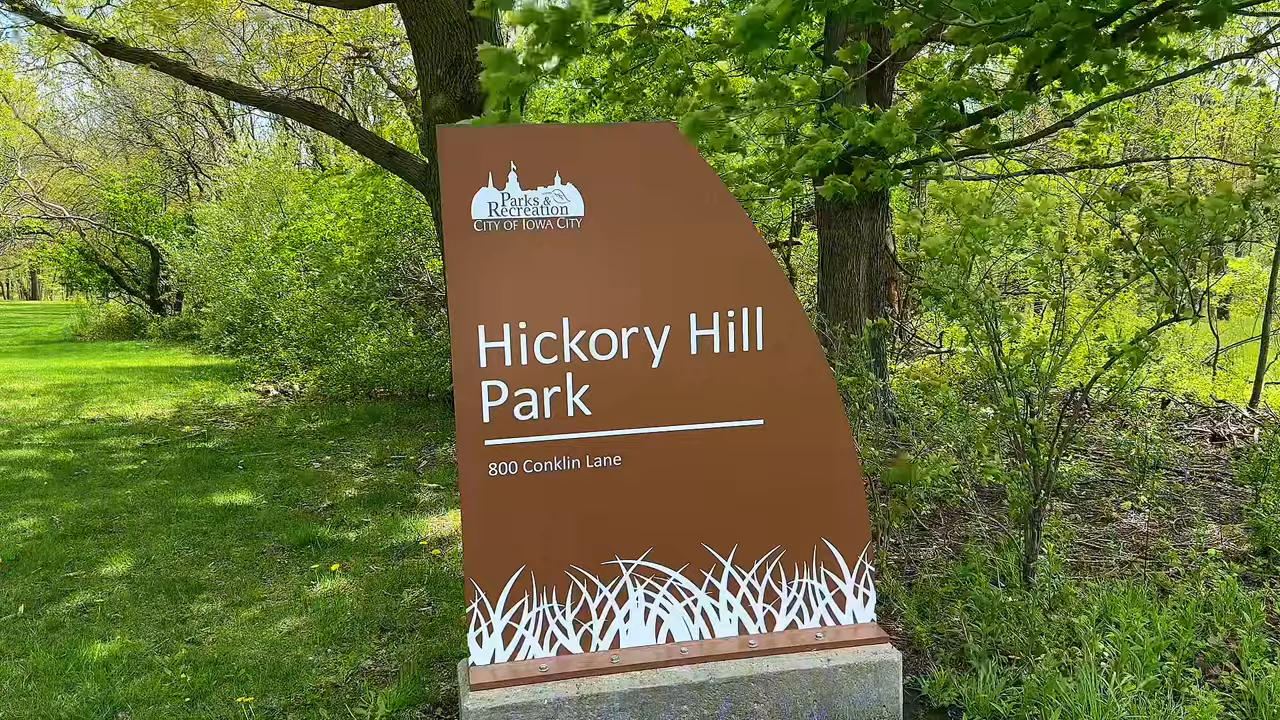 Parks &
Recreation
CITY OF IOWA CITY
Hickory Hill
Park
800 Conklin Lane